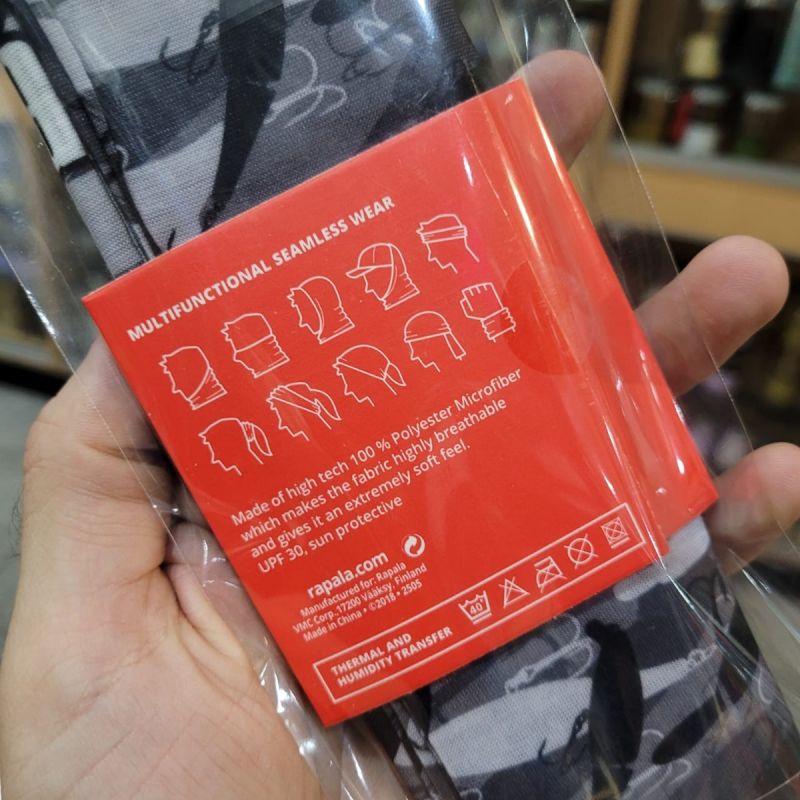 MULTIFUNCTIONAL SEAMLESS WEAR
Made of high tech 100 % Polyester Microfiber
which makes the fabric highly breathable
and gives it an extremely soft feel.
UPF 30, sun protective
rapala.com
Manufactured for: Rapala
VMC Corp., 17200 Vääksy, Finland
Made in China • ©2018 • 2505
THERMAL AND
HUMIDITY TRANSFER
40°